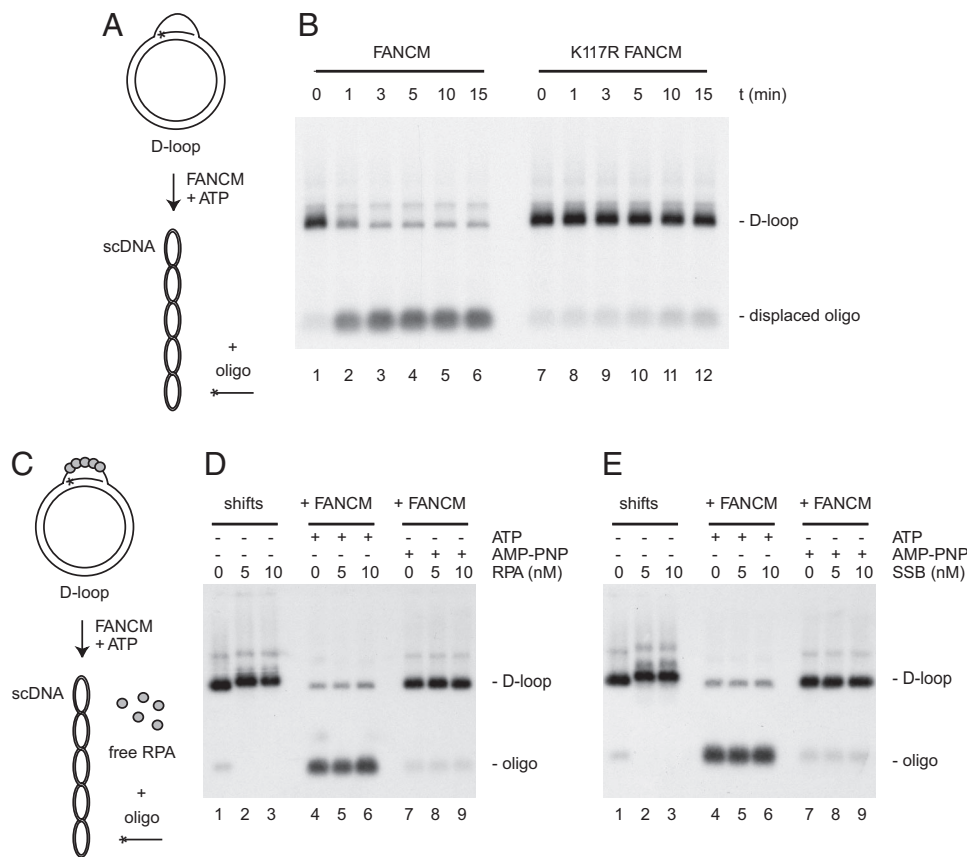 A
D-loop
FANCM
+ ATP
scDNA
+
oligo
B
FANCM K117R FANCM
0 1 3 5 10 15 0 1 3 5 10 15 t (min)
- D-loop
- displaced oligo
1 2 3 4 5 6 7 8 9 10 11 12
C
D-loop
FANCM
+ ATP
scDNA
free RPA
+
oligo
D
shifts + FANCM + FANCM
- - - + + + - - - ATP
- - - - - - + + + AMP-PNP
0 5 10 0 5 10 0 5 10 RPA (nM)
- D-loop
- oligo
1 2 3 4 5 6 7 8 9
E
shifts + FANCM + FANCM
- - - + + + - - - ATP
- - - - - - + + + AMP-PNP
0 5 10 0 5 10 0 5 10 SSB (nM)
- D-loop
- oligo
1 2 3 4 5 6 7 8 9